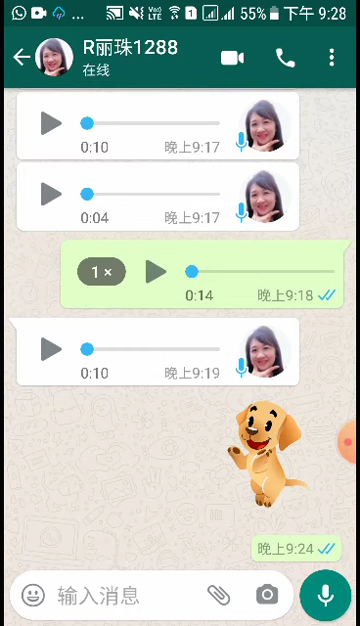 55% 下午 9:28
R丽珠1288
在线
0:10 晚上9:17
0:04 晚上9:17
1×
0:14 晚上9:18
0:10 晚上9:19
晚上9:24
输入消息